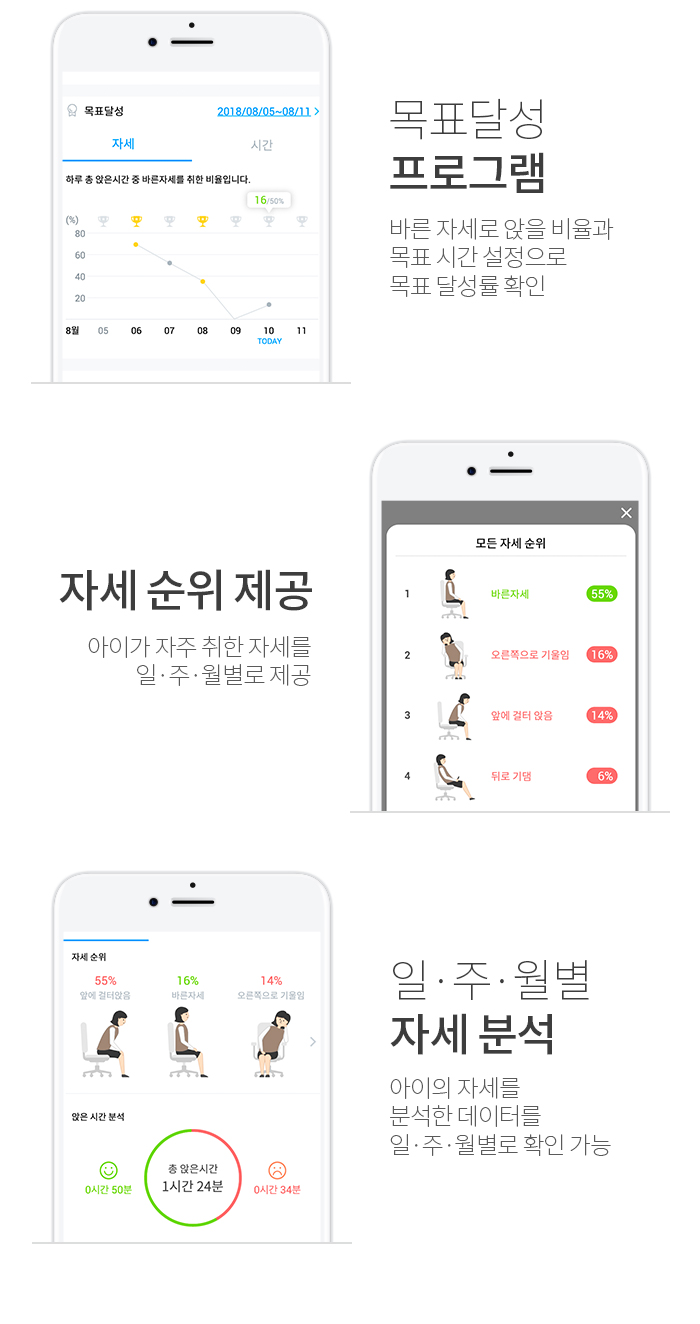 목표달성
2018/08/05~08/11 >
자세
시간
하루 총 앉은시간 중 바른자세를 취한 비율입니다.
16/50%
(%)
80
60
40
20
8월 05 06 07 08 09 10 11
TODAY
목표달성
프로그램
바른 자세로 앉을 비율과
목표 시간 설정으로
목표 달성률 확인
자세 순위 제공
아이가 자주 취한 자세를
일·주·월별로 제공
모든 자세 순위
1 바른자세 55%
2 오른쪽으로 기울임 16%
3 앞에 걸터 앉음 14%
4 뒤로 기댐 6%
자세 순위
55% 16% 14%
앞에 걸터앉음 바른자세 오른쪽으로 기울임
앉은 시간 분석
총 앉은시간
1시간 24분
0시간 50분
0시간 34분
일·주·월별
자세 분석
아이의 자세를
분석한 데이터를
일·주·월별로 확인 가능